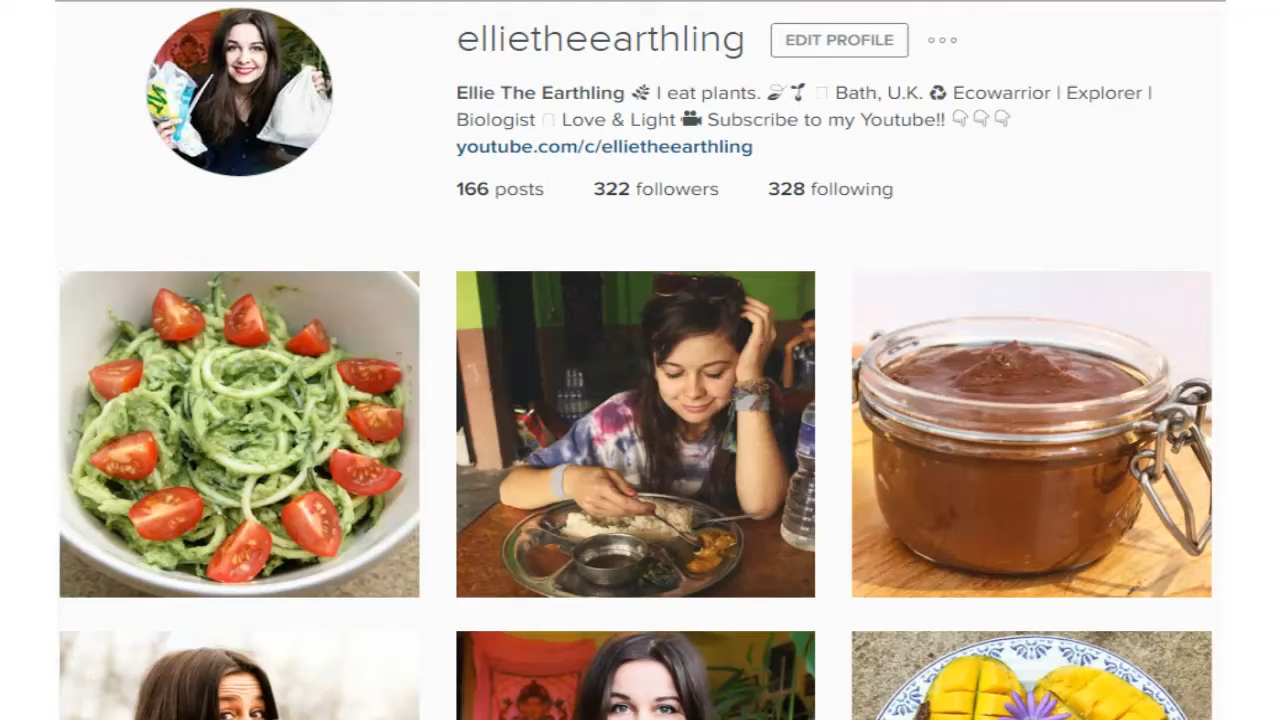 ellietheearthling EDIT PROFILE
Ellie The Earthling I eat plants. Bath, U.K. Ecowarrior | Explorer |
Biologist Love & Light Subscribe to my Youtube!!
youtube.com/c/ellietheearthling
166 posts 322 followers 328 following